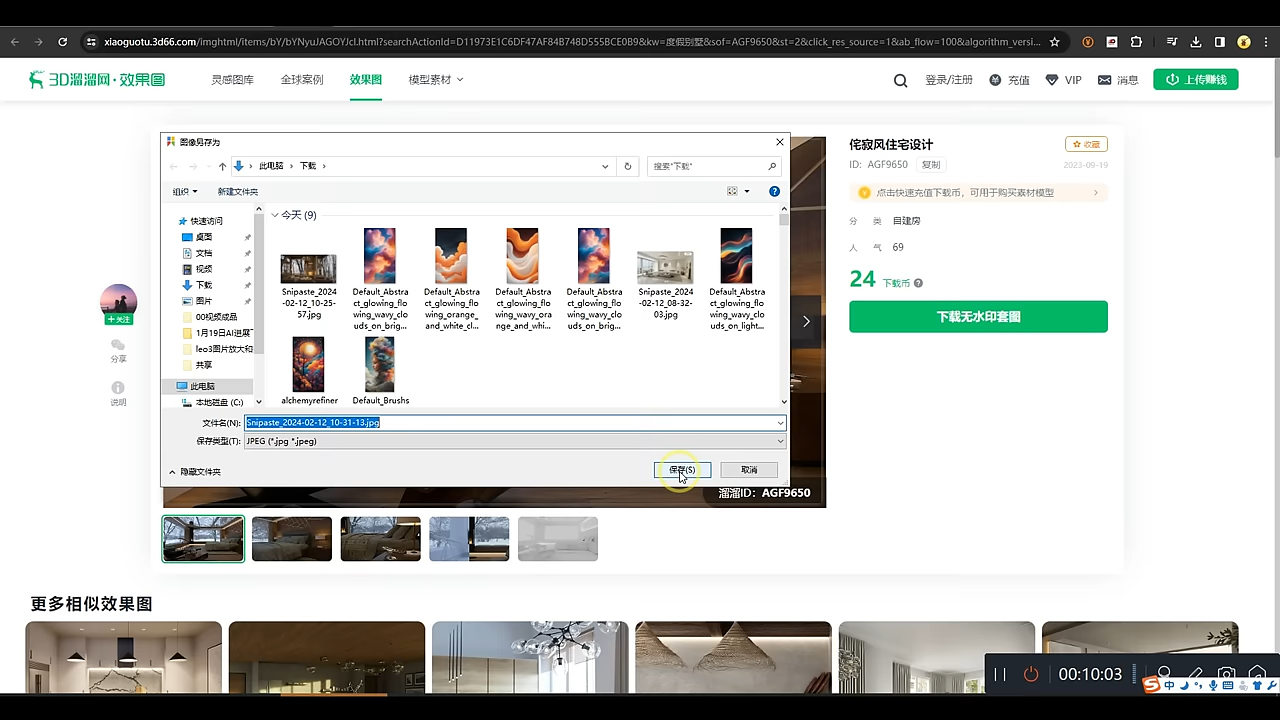 xiaoguotu.3d66.com/imghtml/items/bY/bYNyuJAGOYJcl.html?searchActionId=D11973E1C6DF47AF84B748D555BCE0B9&kw=度假别墅&sof=AGF9650&st=2&click_res_source=1&ab_flow=100&algorithm_versi...
3D溜溜网·效果图 灵感图库 全球案例 效果图 模型素材 登录/注册 充值 VIP 消息 上传赚钱
图像另存为
此电脑 下载
搜索"下载"
组织 新建文件夹
快速访问
桌面
文档
视频
下载
图片
00视频成品
1月19日AI进展
leo3图片放大和
共享
此电脑
本地磁盘 (C:)
今天 (9)
Snipaste_2024-02-12_10-25-57.jpg
Default_Abstract_glowing_flowing_wavy_clouds_on_brig...
Default_Abstract_glowing_flowing_orange_and_white_cl...
Default_Abstract_glowing_flowing_wavy_orange_and_whi...
Default_Abstract_glowing_flowing_wavy_clouds_on_brig...
Snipaste_2024-02-12_08-32-03.jpg
Default_Abstract_glowing_flowing_wavy_clouds_on_light...
alchemyrefiner
Default_Brushs
文件名(N): Snipaste_2024-02-12_10-31-13.jpg
保存类型(T): JPEG (*.jpg *.jpeg)
隐藏文件夹 保存(S) 取消
溜溜ID: AGF9650
关注
分享
说明
侘寂风住宅设计 收藏
ID: AGF9650 复制 2023-09-19
点击快速充值下载币，可用于购买素材模型
分 类 自建房
人 气 69
24 下载币
下载无水印套图
更多相似效果图
00:10:03
中